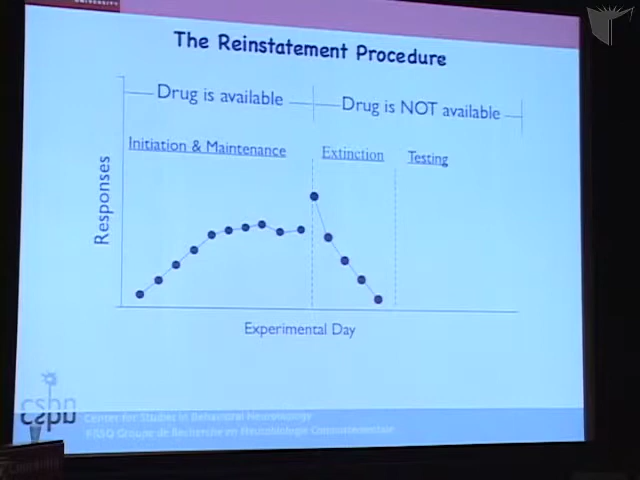 UNIVERSITY
The Reinstatement Procedure
Drug is available
Drug is NOT available
Initiation & Maintenance
Extinction
Testing
Responses
Experimental Day
csbn
Center for Studies in Behavioral Neurobiology
FRSQ Groupe de Recherche en Neurobiologie Comportementale